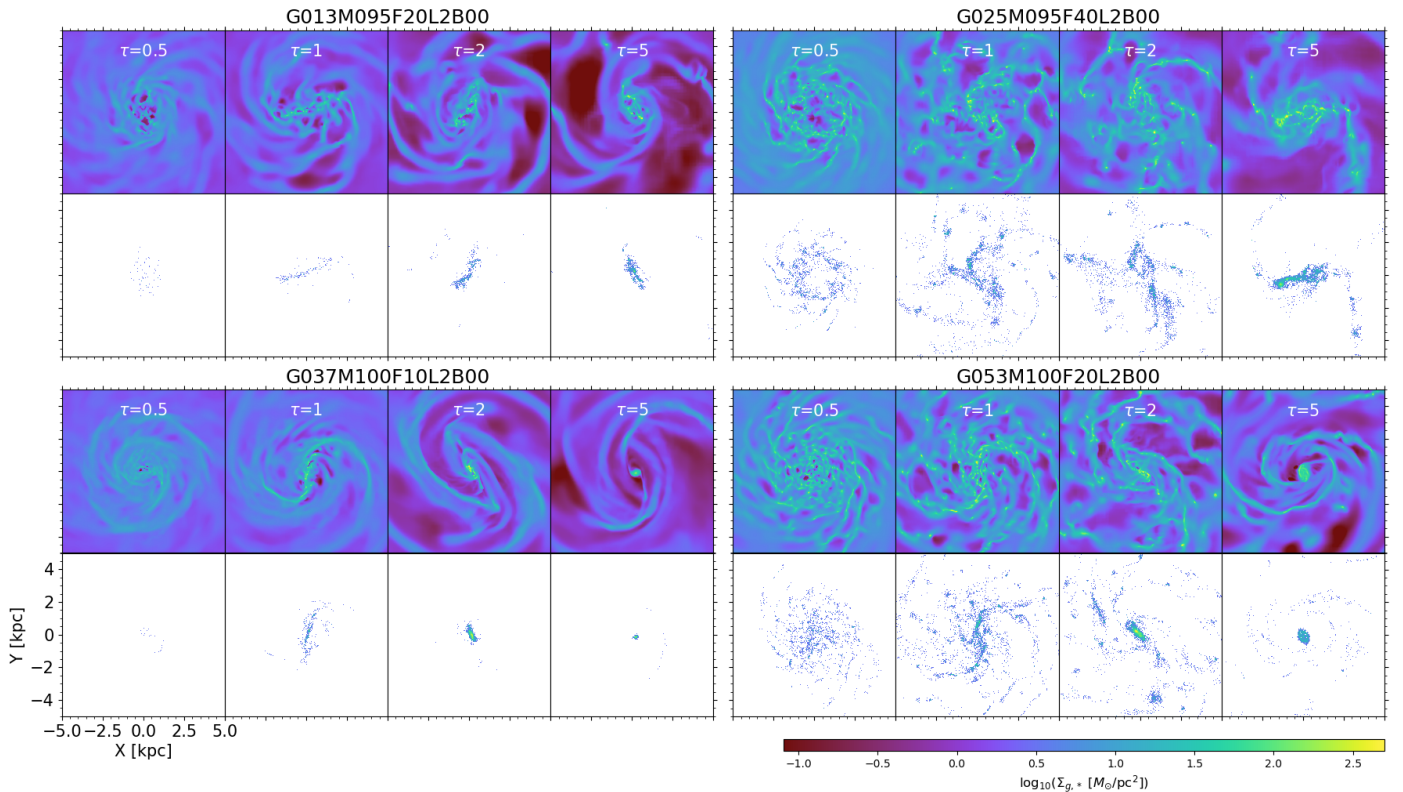 G013M095F20L2B00
G025M095F40L2B00
τ=0.5
τ=1
τ=2
τ=5
τ=0.5
τ=1
τ=2
τ=5
G037M100F10L2B00
G053M100F20L2B00
τ=0.5
τ=1
τ=2
τ=5
τ=0.5
τ=1
τ=2
τ=5
4
2
0
−2
−4
Y [kpc]
−5.0 −2.5 0.0 2.5 5.0
X [kpc]
−1.0 −0.5 0.0 0.5 1.0 1.5 2.0 2.5
log₁₀(Σg,* [M⊙/pc²])